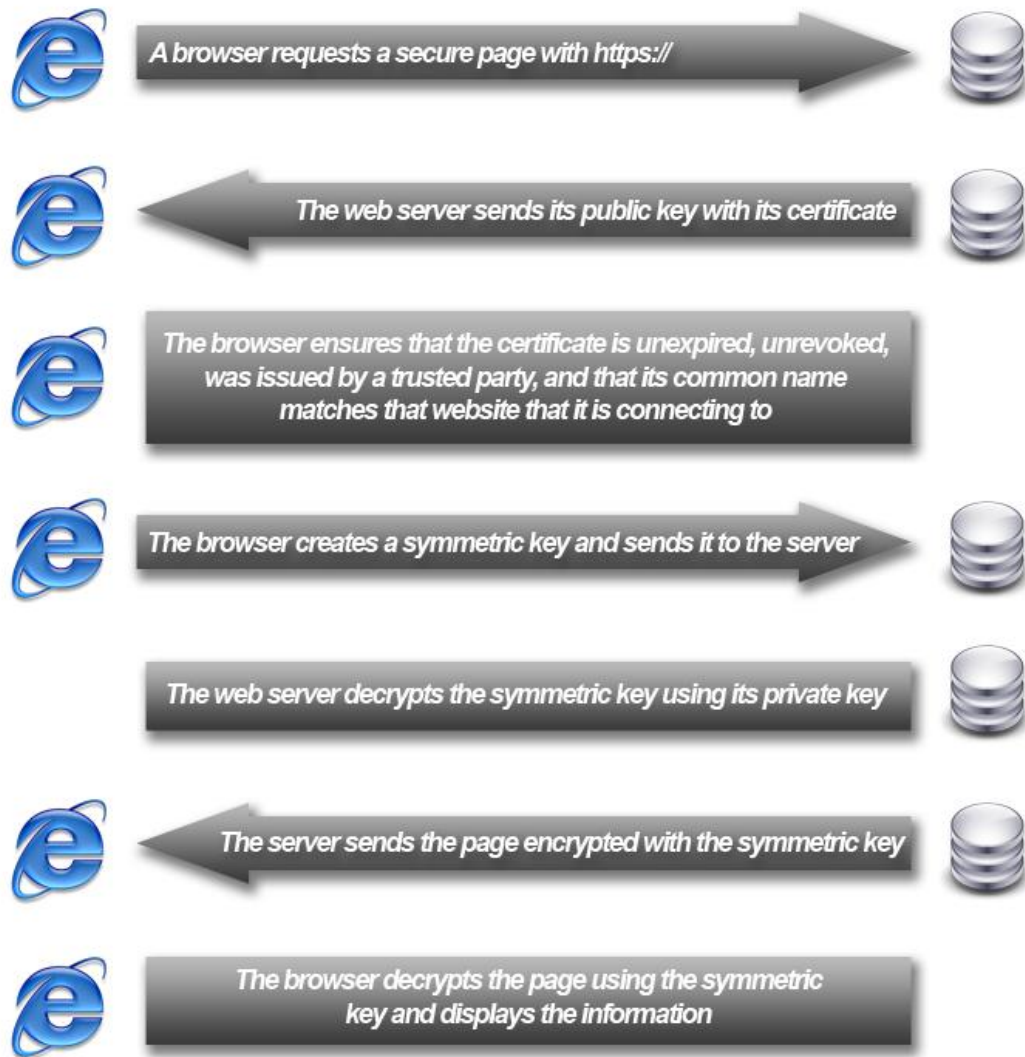 A browser requests a secure page with https://
The web server sends its public key with its certificate
The browser ensures that the certificate is unexpired, unrevoked,
was issued by a trusted party, and that its common name
matches that website that it is connecting to
The browser creates a symmetric key and sends it to the server
The web server decrypts the symmetric key using its private key
The server sends the page encrypted with the symmetric key
The browser decrypts the page using the symmetric
key and displays the information